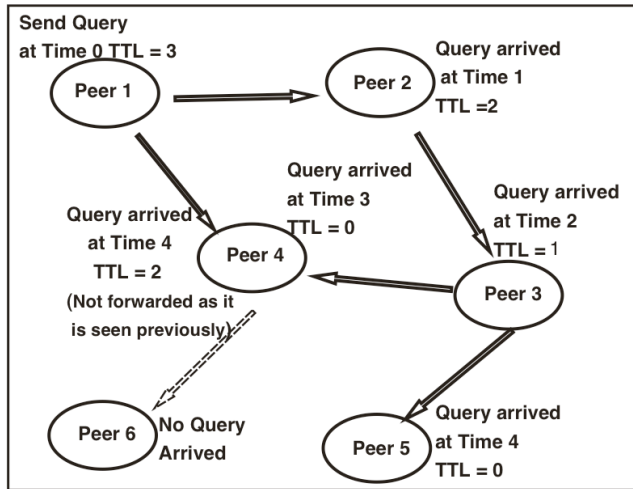 Send Query
at Time 0 TTL = 3
Peer 1
Peer 2
Query arrived
at Time 1
TTL =2
Query arrived
at Time 3
TTL = 0
Query arrived
at Time 2
TTL = 1
Query arrived
at Time 4
TTL = 2
(Not forwarded as it
is seen previously)
Peer 4
Peer 3
Peer 6
No Query
Arrived
Peer 5
Query arrived
at Time 4
TTL = 0